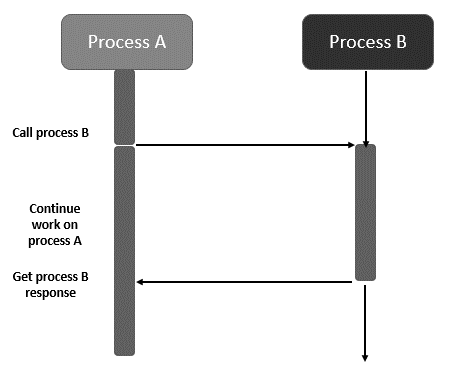 Process A
Process B
Call process B
Continue
work on
process A
Get process B
response